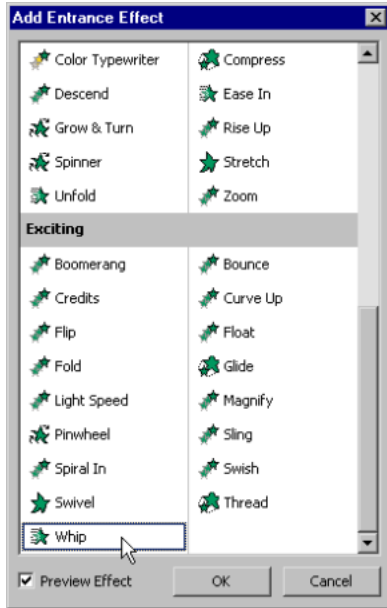 Add Entrance Effect
Color Typewriter Compress
Descend Ease In
Grow & Turn Rise Up
Spinner Stretch
Unfold Zoom
Exciting
Boomerang Bounce
Credits Curve Up
Flip Float
Fold Glide
Light Speed Magnify
Pinwheel Sling
Spiral In Swish
Swivel Thread
Whip
Preview Effect OK Cancel